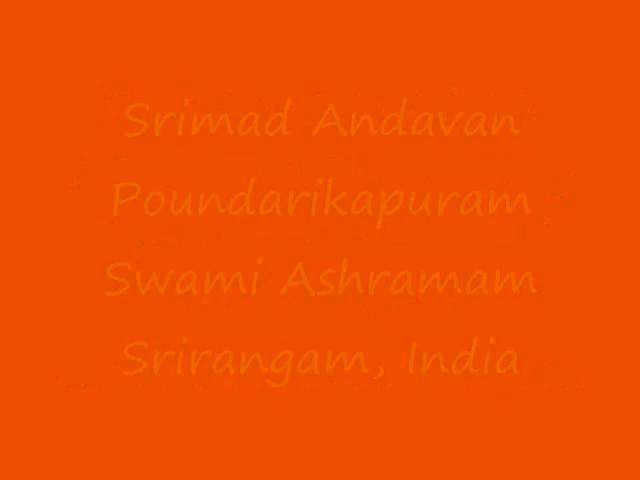 Srimad Andavan
Poundarikapuram
Swami Ashramam
Srirangam, India